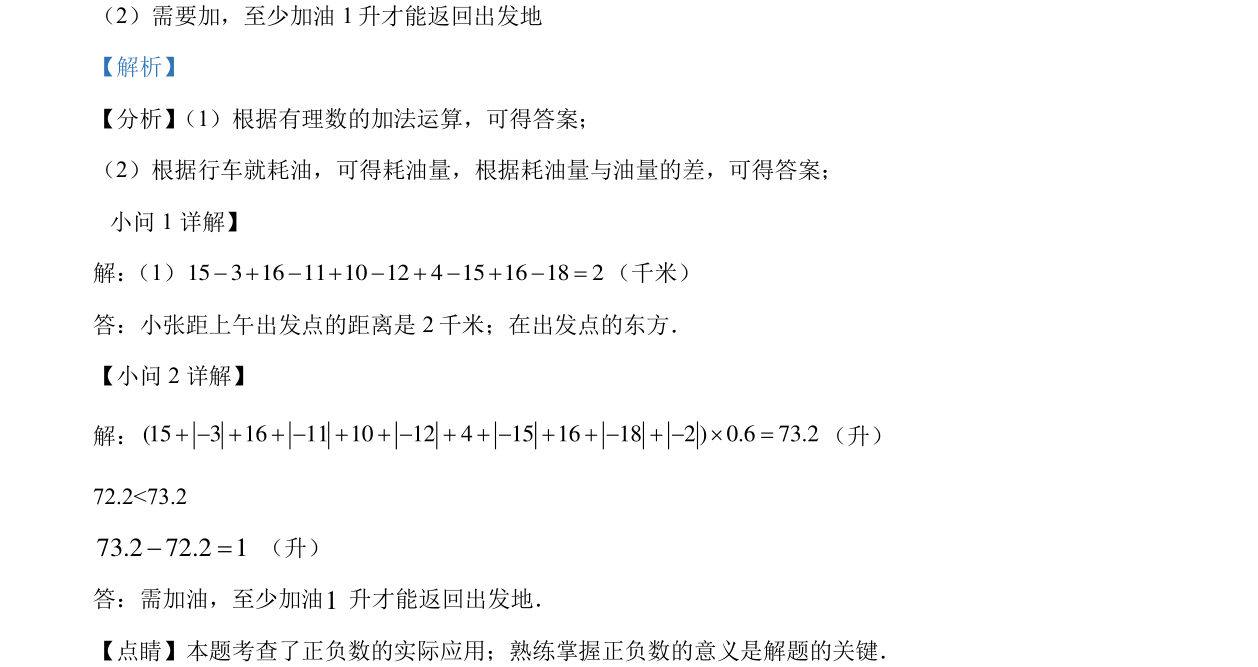 （2）需要加，至少加油 1 升才能返回出发地
【解析】
【分析】（1）根据有理数的加法运算，可得答案；
（2）根据行车就耗油，可得耗油量，根据耗油量与油量的差，可得答案；
小问 1 详解】
解：（1）15−3+16−11+10−12+4−15+16−18=2（千米）
答：小张距上午出发点的距离是 2 千米；在出发点的东方．
【小问 2 详解】
解：(15+|−3|+16+|−11|+10+|−12|+4+|−15|+16+|−18|+|−2|)×0.6=73.2（升）
72.2<73.2
73.2−72.2=1 （升）
答：需加油，至少加油1 升才能返回出发地．
【点睛】本题考查了正负数的实际应用；熟练掌握正负数的意义是解题的关键．